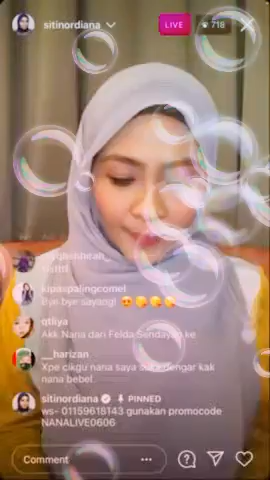 sitinordiana
LIVE
718
kipaspalingcomel
Bye bye sayang! 😍😘😘😘
qtliya
Akk Nana dari Felda Sendayan ke
__harizan
Xpe cikgu nana saya
dengar kak
nana bebel
sitinordiana PINNED
ws- 01159618143 gunakan promocode
NANALIVE0606
Comment